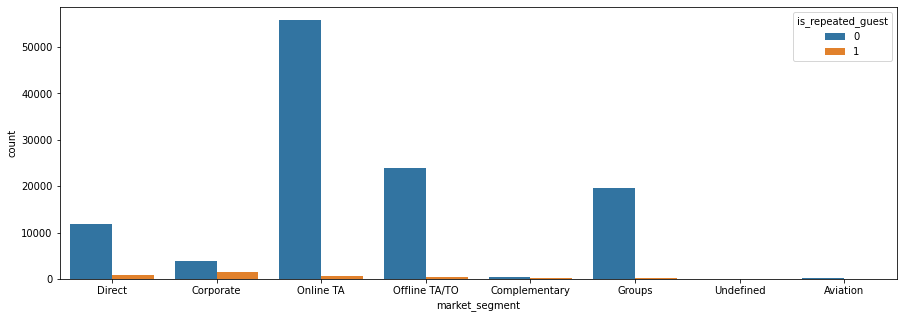 is_repeated_guest
0
1
50000
40000
30000
20000
10000
0
count
Direct Corporate Online TA Offline TA/TO Complementary Groups Undefined Aviation
market_segment